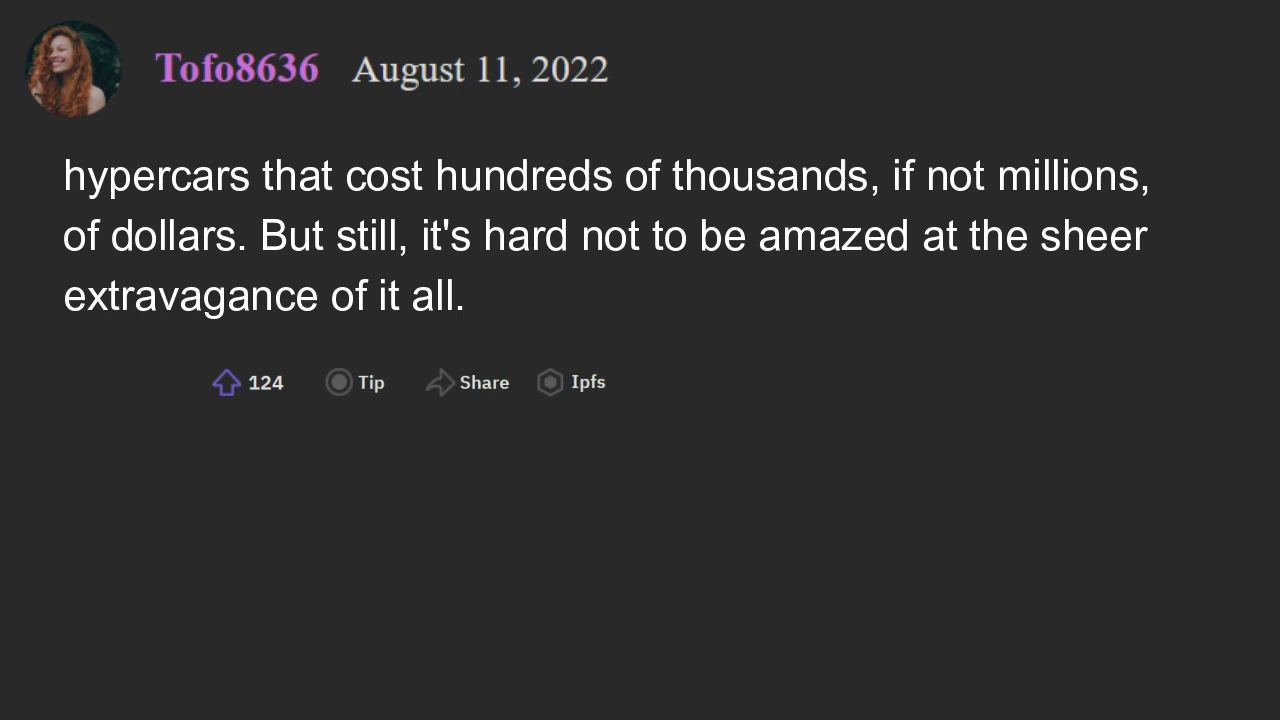 Tofo8636 August 11, 2022
hypercars that cost hundreds of thousands, if not millions,
of dollars. But still, it's hard not to be amazed at the sheer
extravagance of it all.
124 Tip Share Ipfs